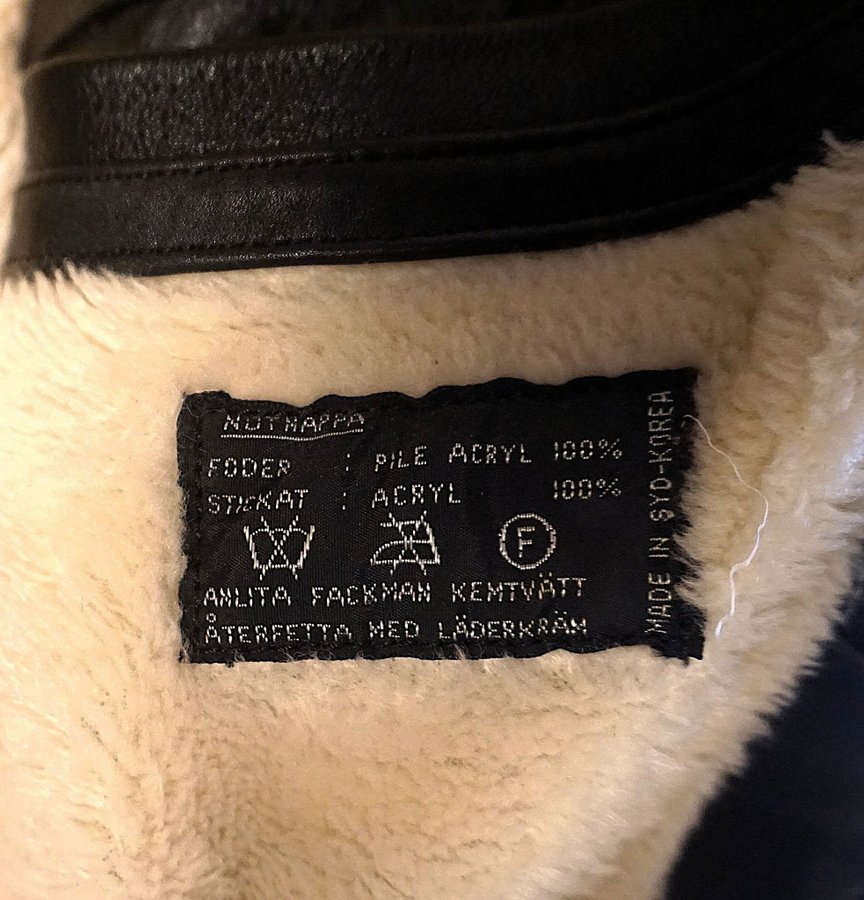 NÖTNAPPA
FODER : PILE ACRYL 100%
STICKAT : ACRYL 100%
F
ANLITA FACKMAN KEMTVÄTT
ÅTERFETTA MED LÄDERKRÄM
MADE IN SYD-KOREA